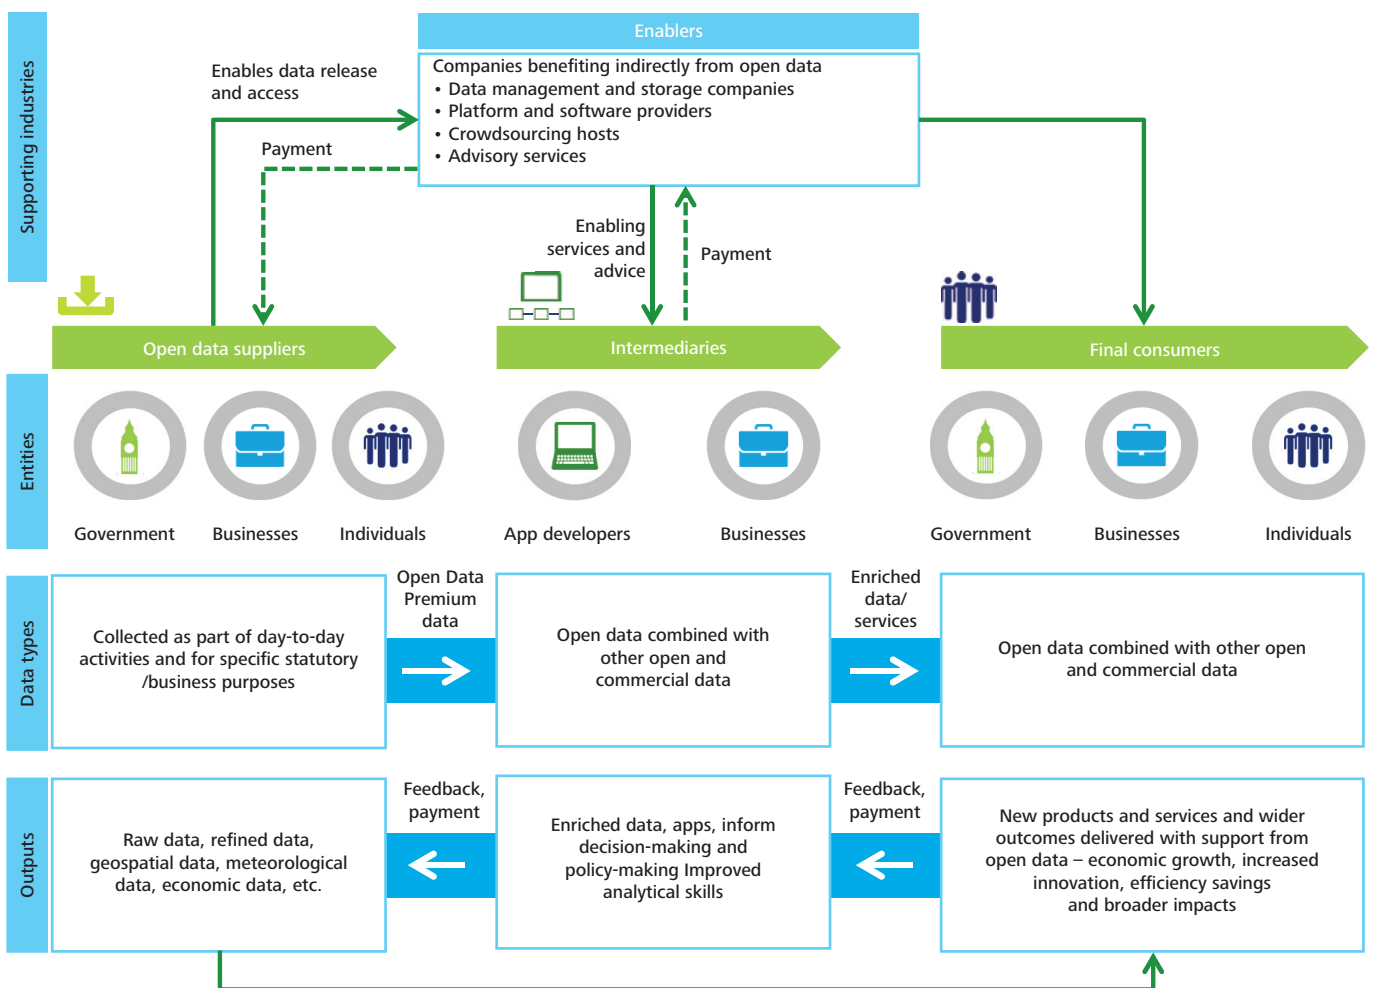 Supporting industries
Enablers
Companies benefiting indirectly from open data
• Data management and storage companies
• Platform and software providers
• Crowdsourcing hosts
• Advisory services
Enables data release
and access
Payment
Enabling
services and
advice
Payment
Open data suppliers
Intermediaries
Final consumers
Entities
Government
Businesses
Individuals
App developers
Businesses
Government
Businesses
Individuals
Data types
Collected as part of day-to-day
activities and for specific statutory
/business purposes
Open Data
Premium
data
Open data combined with
other open and
commercial data
Enriched
data/
services
Open data combined with other open
and commercial data
Outputs
Raw data, refined data,
geospatial data, meteorological
data, economic data, etc.
Feedback,
payment
Enriched data, apps, inform
decision-making and
policy-making Improved
analytical skills
Feedback,
payment
New products and services and wider
outcomes delivered with support from
open data – economic growth, increased
innovation, efficiency savings
and broader impacts